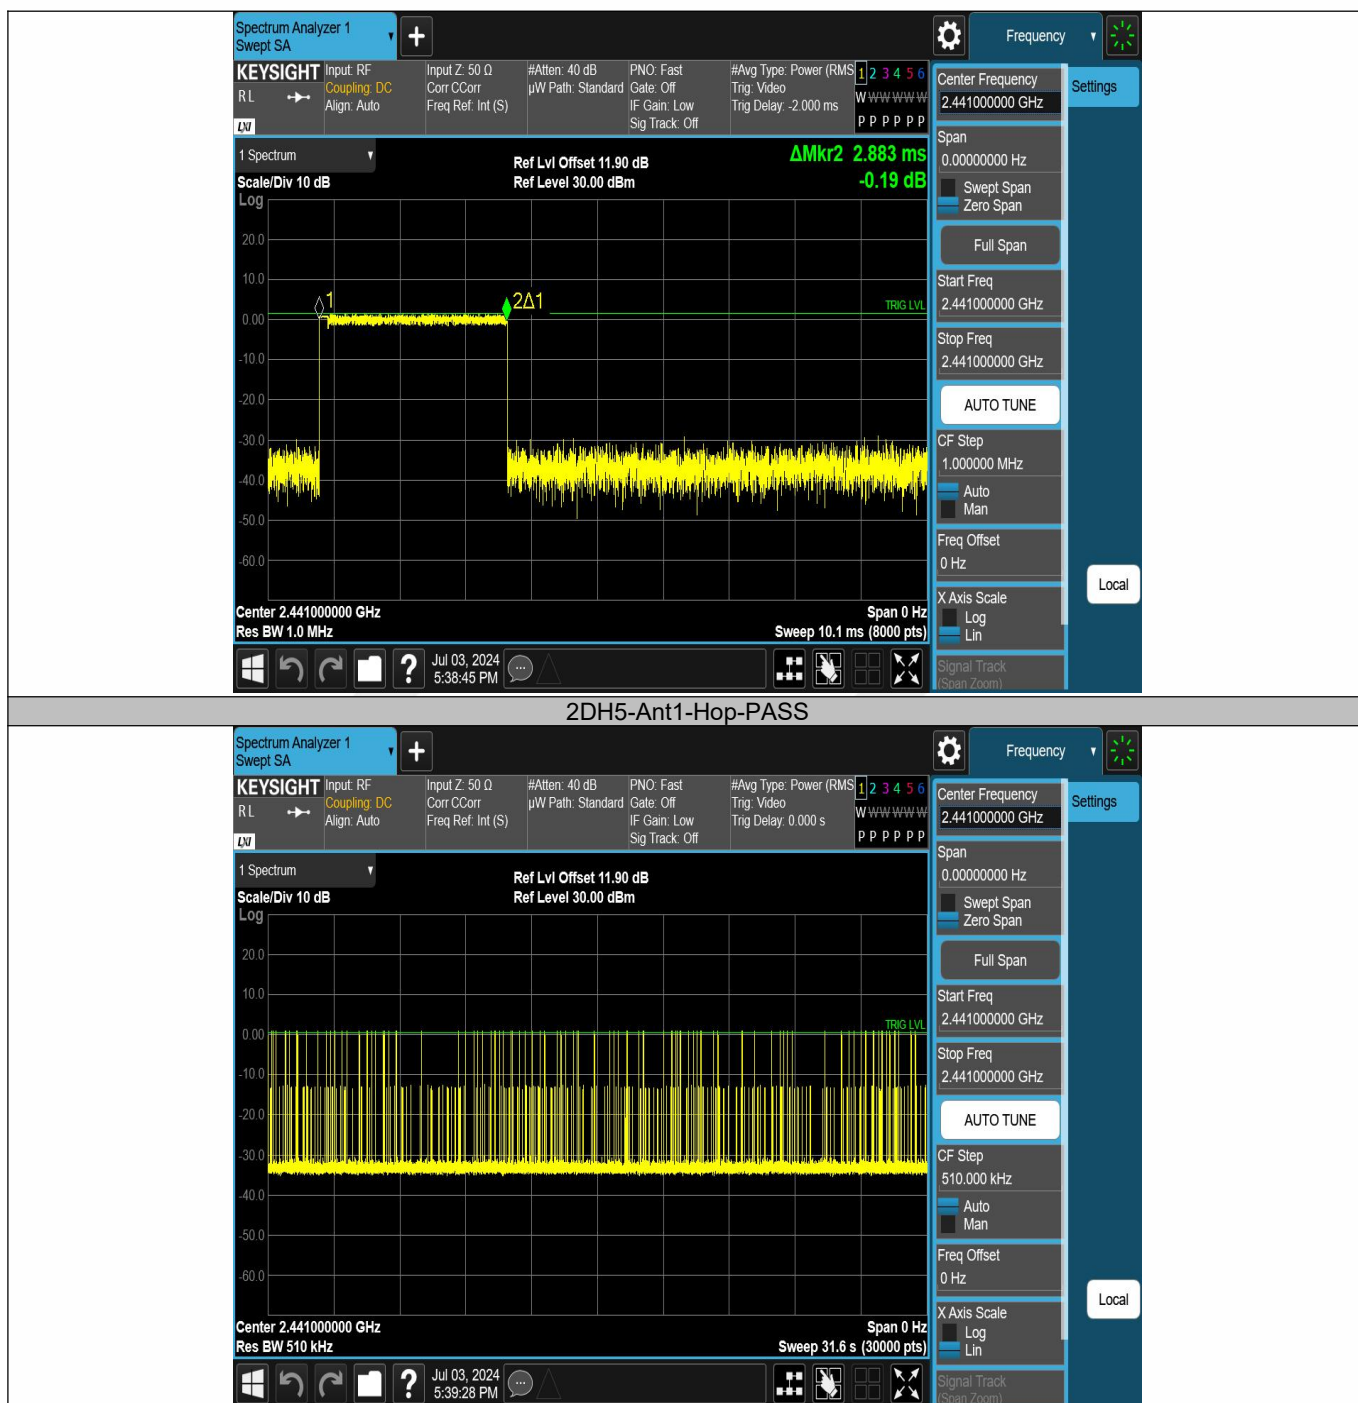 Spectrum Analyzer 1
Swept SA
+
Frequency
KEYSIGHT
RL
LXI
Input: RF
Coupling: DC
Align: Auto
Input Z: 50 Ω
Corr CCorr
Freq Ref: Int (S)
#Atten: 40 dB
µW Path: Standard
PNO: Fast
Gate: Off
IF Gain: Low
Sig Track: Off
#Avg Type: Power (RMS
Trig: Video
Trig Delay: -2.000 ms
1 2 3 4 5 6
W W W W W W
P P P P P P
Center Frequency
2.441000000 GHz
Settings
1 Spectrum
Scale/Div 10 dB
Log
Ref Lvl Offset 11.90 dB
Ref Level 30.00 dBm
ΔMkr2 2.883 ms
-0.19 dB
Span
0.00000000 Hz
Swept Span
Zero Span
Full Span
Start Freq
2.441000000 GHz
Stop Freq
2.441000000 GHz
AUTO TUNE
CF Step
1.000000 MHz
Auto
Man
Freq Offset
0 Hz
X Axis Scale
Log
Lin
Signal Track
(Span Zoom)
Local
20.0
10.0
0.00
-10.0
-20.0
-30.0
-40.0
-50.0
-60.0
1
2Δ1
TRIG LVL
Center 2.441000000 GHz
Res BW 1.0 MHz
Span 0 Hz
Sweep 10.1 ms (8000 pts)
?
Jul 03, 2024
5:38:45 PM
2DH5-Ant1-Hop-PASS
Spectrum Analyzer 1
Swept SA
+
Frequency
KEYSIGHT
RL
LXI
Input: RF
Coupling: DC
Align: Auto
Input Z: 50 Ω
Corr CCorr
Freq Ref: Int (S)
#Atten: 40 dB
µW Path: Standard
PNO: Fast
Gate: Off
IF Gain: Low
Sig Track: Off
#Avg Type: Power (RMS
Trig: Video
Trig Delay: 0.000 s
1 2 3 4 5 6
W W W W W W
P P P P P P
Center Frequency
2.441000000 GHz
Settings
1 Spectrum
Scale/Div 10 dB
Log
Ref Lvl Offset 11.90 dB
Ref Level 30.00 dBm
Span
0.00000000 Hz
Swept Span
Zero Span
Full Span
Start Freq
2.441000000 GHz
Stop Freq
2.441000000 GHz
AUTO TUNE
CF Step
510.000 kHz
Auto
Man
Freq Offset
0 Hz
X Axis Scale
Log
Lin
Signal Track
(Span Zoom)
Local
20.0
10.0
0.00
-10.0
-20.0
-30.0
-40.0
-50.0
-60.0
TRIG LVL
Center 2.441000000 GHz
Res BW 510 kHz
Span 0 Hz
Sweep 31.6 s (30000 pts)
?
Jul 03, 2024
5:39:28 PM